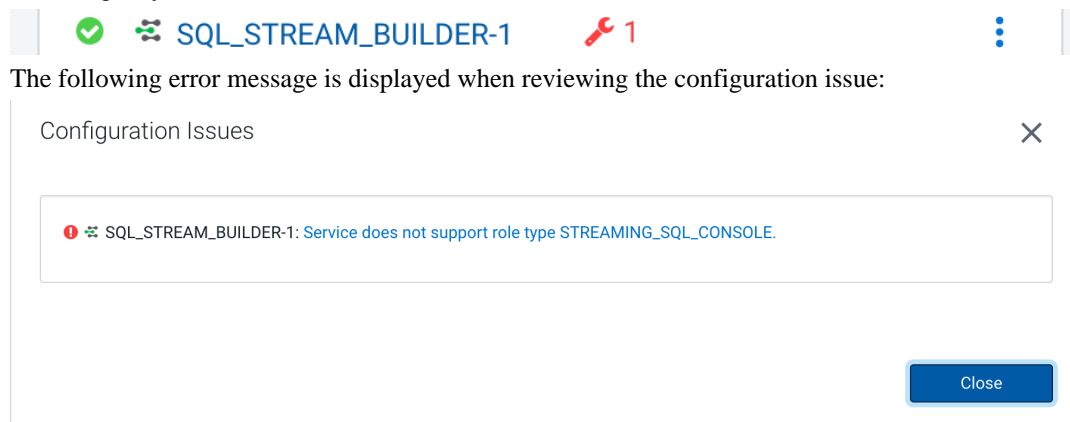 SQL_STREAM_BUILDER-1 1
The following error message is displayed when reviewing the configuration issue:
Configuration Issues
SQL_STREAM_BUILDER-1: Service does not support role type STREAMING_SQL_CONSOLE.
Close